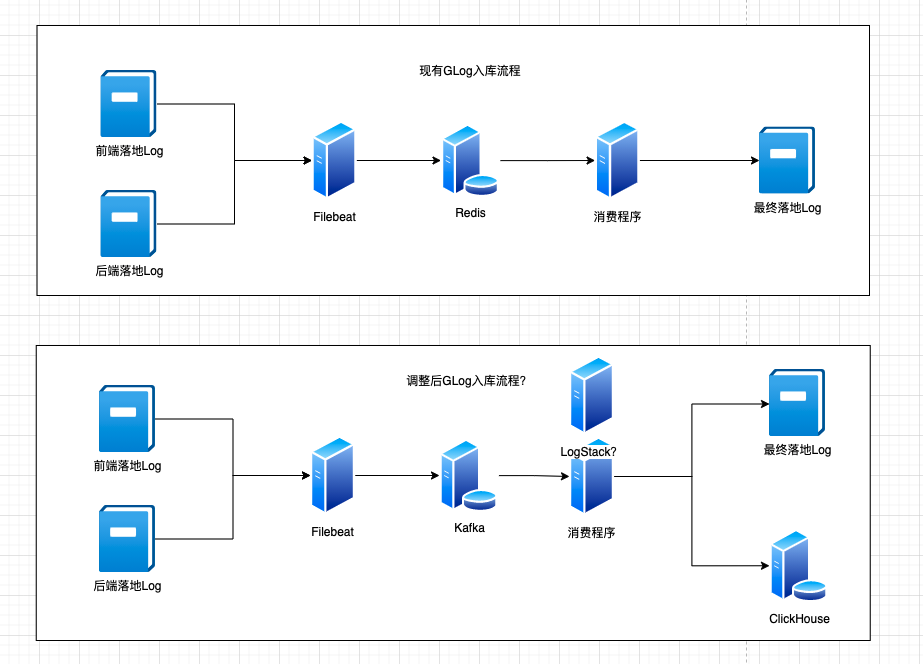 现有GLog入库流程
前端落地Log
后端落地Log
Filebeat
Redis
消费程序
最终落地Log
调整后GLog入库流程?
前端落地Log
后端落地Log
Filebeat
Kafka
LogStack?
消费程序
最终落地Log
ClickHouse